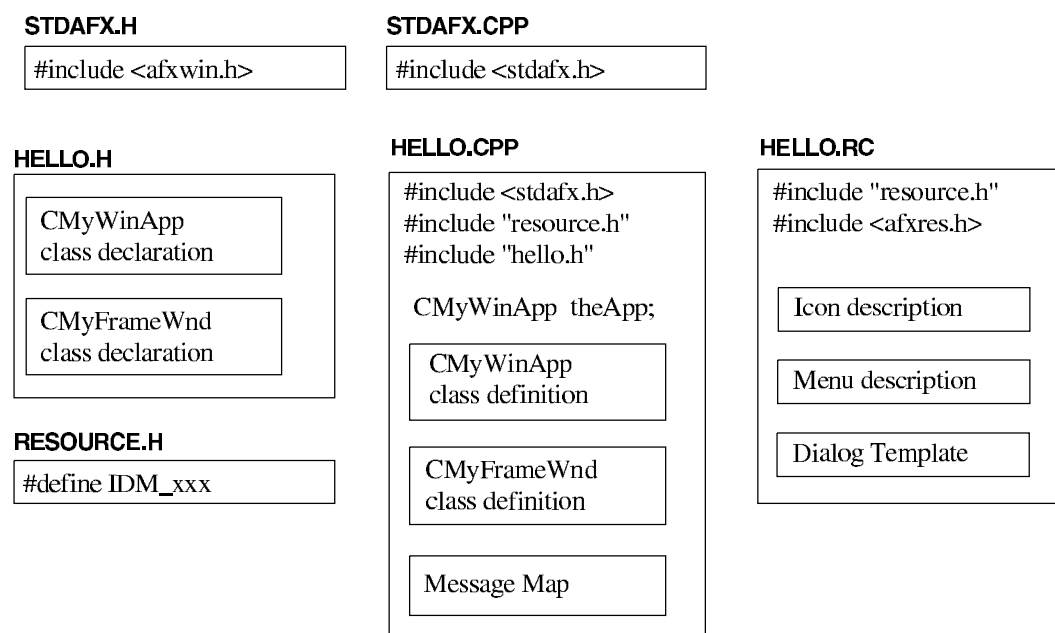 STDAFX.H
#include <afxwin.h>
STDAFX.CPP
#include <stdafx.h>
HELLO.H
CMyWinApp
class declaration
CMyFrameWnd
class declaration
RESOURCE.H
#define IDM_xxx
HELLO.CPP
#include <stdafx.h>
#include "resource.h"
#include "hello.h"
CMyWinApp theApp;
CMyWinApp
class definition
CMyFrameWnd
class definition
Message Map
HELLO.RC
#include "resource.h"
#include <afxres.h>
Icon description
Menu description
Dialog Template